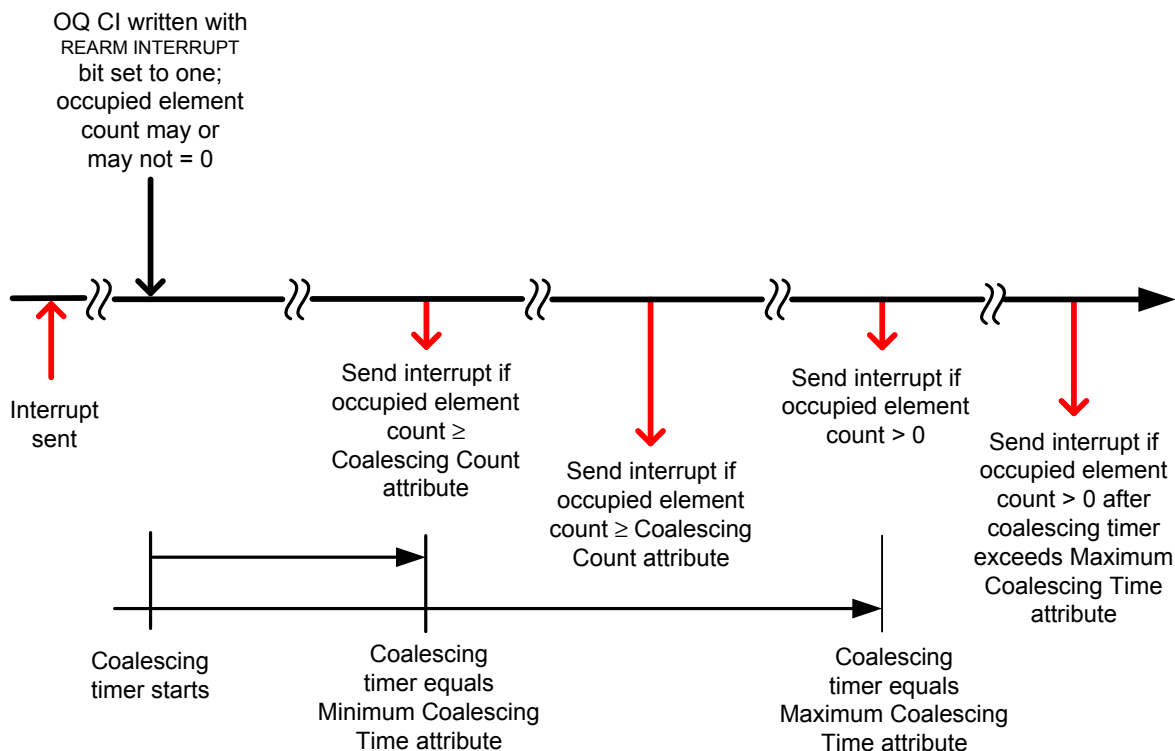 OQ CI written with
REARM INTERRUPT
bit set to one;
occupied element
count may or
may not = 0
Interrupt
sent
Send interrupt if
occupied element
count ≥
Coalescing Count
attribute
Send interrupt if
occupied element
count ≥ Coalescing
Count attribute
Send interrupt if
occupied element
count > 0
Send interrupt if
occupied element
count > 0 after
coalescing timer
exceeds Maximum
Coalescing Time
attribute
Coalescing
timer starts
Coalescing
timer equals
Minimum Coalescing
Time attribute
Coalescing
timer equals
Maximum Coalescing
Time attribute